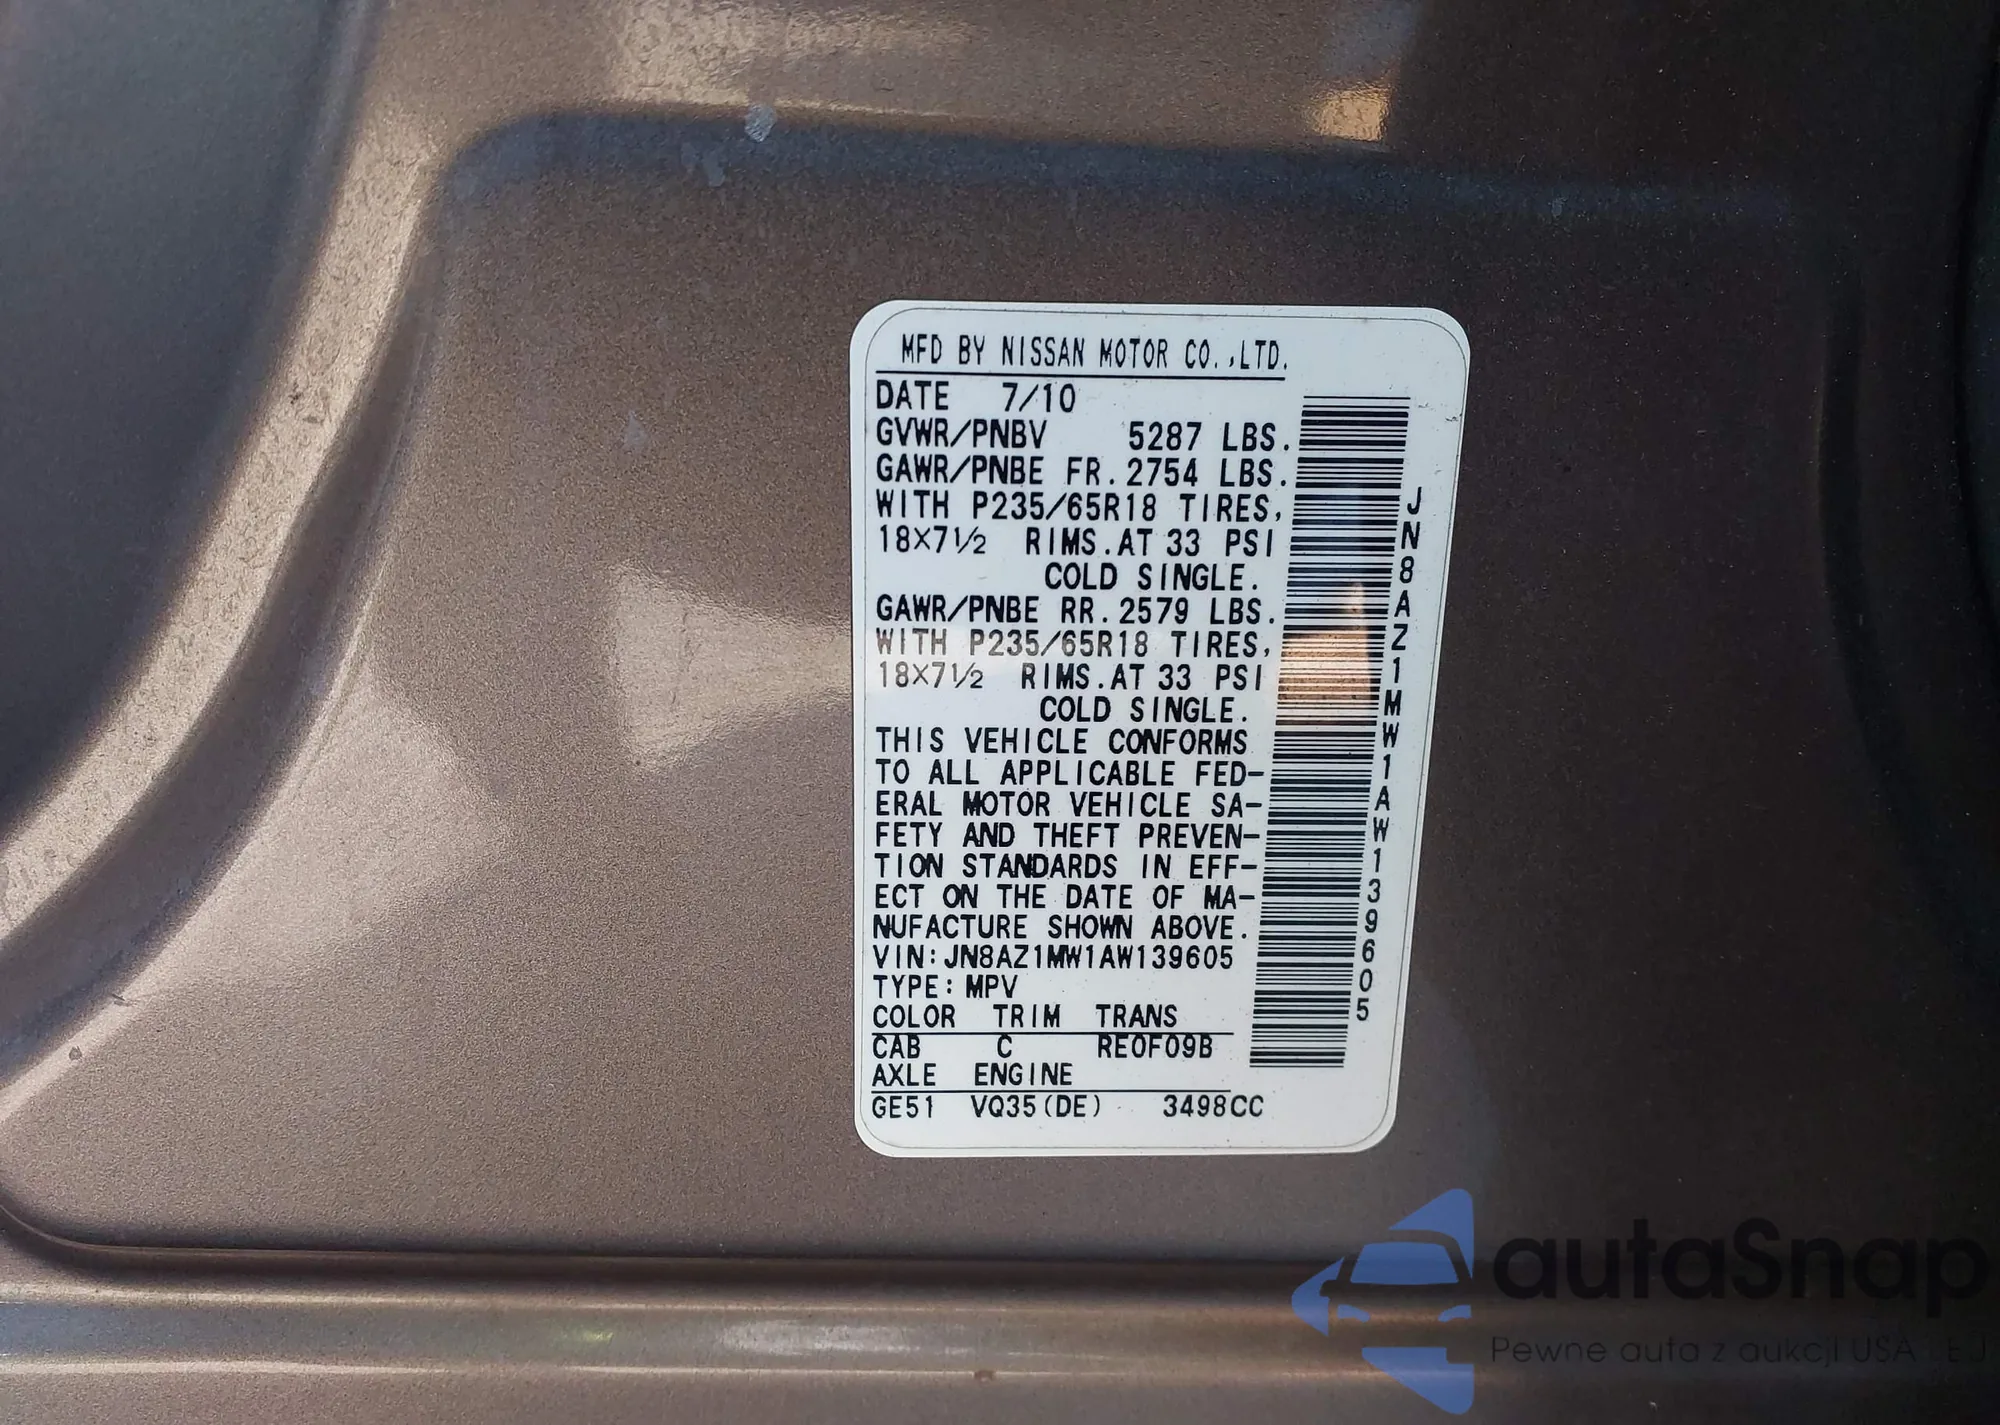 MFD BY NISSAN MOTOR CO.,LTD.
DATE 7/10
GVWR/PNBV 5287 LBS.
GAWR/PNBE FR. 2754 LBS.
WITH P235/65R18 TIRES,
18×7½ RIMS.AT 33 PSI
COLD SINGLE.
GAWR/PNBE RR. 2579 LBS.
WITH P235/65R18 TIRES,
18×7½ RIMS.AT 33 PSI
COLD SINGLE.
THIS VEHICLE CONFORMS
TO ALL APPLICABLE FED-
ERAL MOTOR VEHICLE SA-
FETY AND THEFT PREVEN-
TION STANDARDS IN EFF-
ECT ON THE DATE OF MA-
NUFACTURE SHOWN ABOVE.
VIN:JN8AZ1MW1AW139605
TYPE:MPV
COLOR TRIM TRANS
CAB C RE0F09B
AXLE ENGINE
GE51 VQ35(DE) 3498CC
JN8AZ1MW1AW139605
autaSnap
Pewne auta z aukcji USA i EU